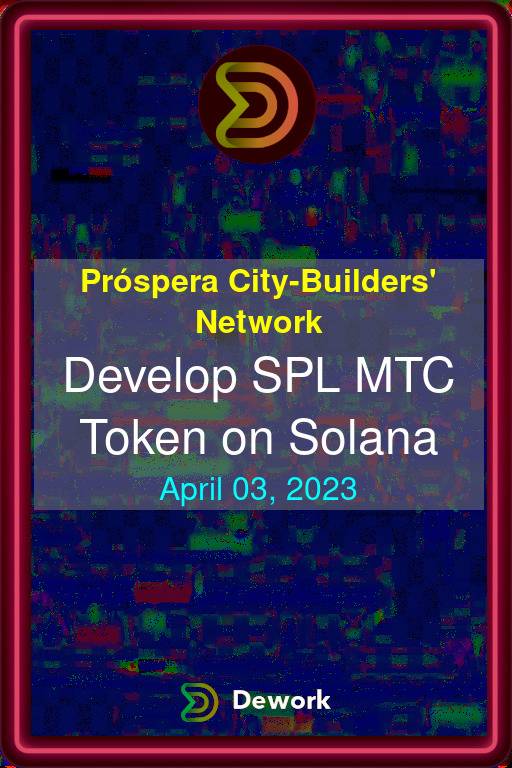 Próspera City-Builders'
Network
Develop SPL MTC
Token on Solana
April 03, 2023
Dework